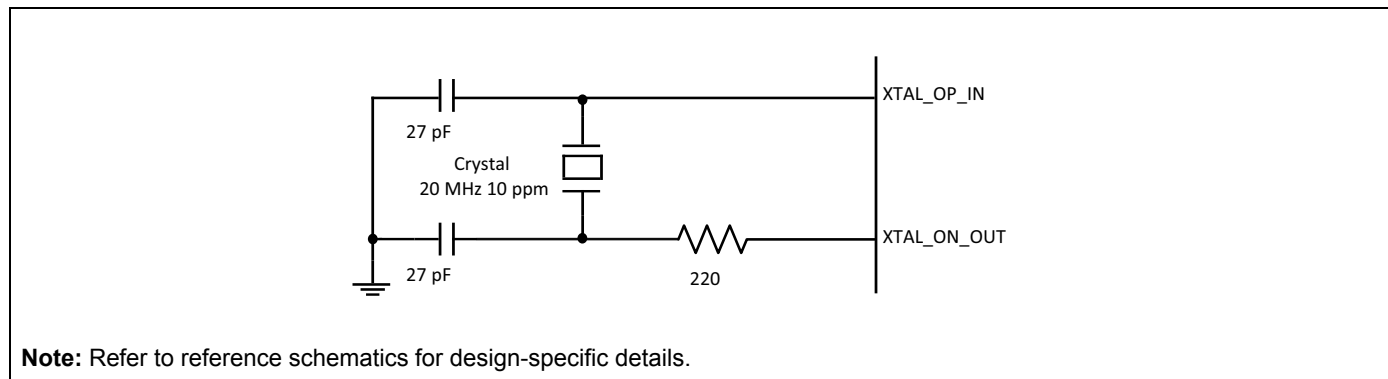 XTAL_OP_IN
27 pF
Crystal
20 MHz 10 ppm
XTAL_ON_OUT
27 pF
220
Note: Refer to reference schematics for design-specific details.